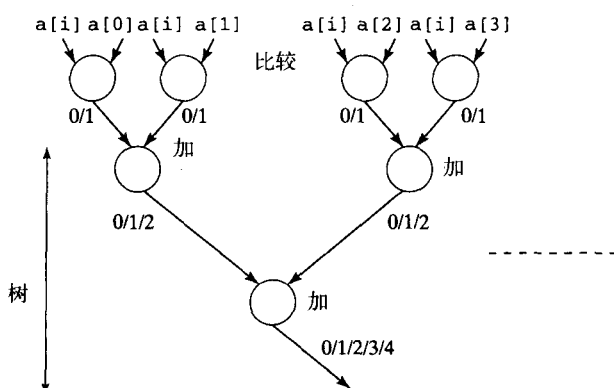 a[i] a[0] a[i] a[1] a[i] a[2] a[i] a[3]
比较
0/1 0/1 0/1 0/1
加 加
0/1/2 0/1/2
树
加
0/1/2/3/4